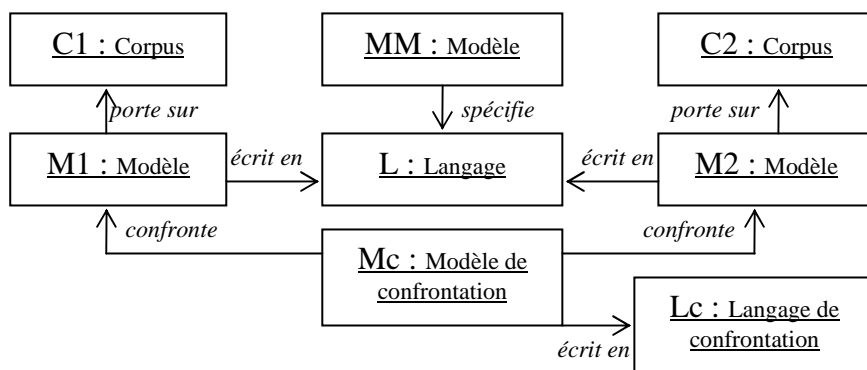 C1 : Corpus
MM : Modèle
C2 : Corpus
porte sur
spécifie
porte sur
M1 : Modèle
écrit en
L : Langage
écrit en
M2 : Modèle
confronte
confronte
Mc : Modèle de
confrontation
Lc : Langage de
confrontation
écrit en